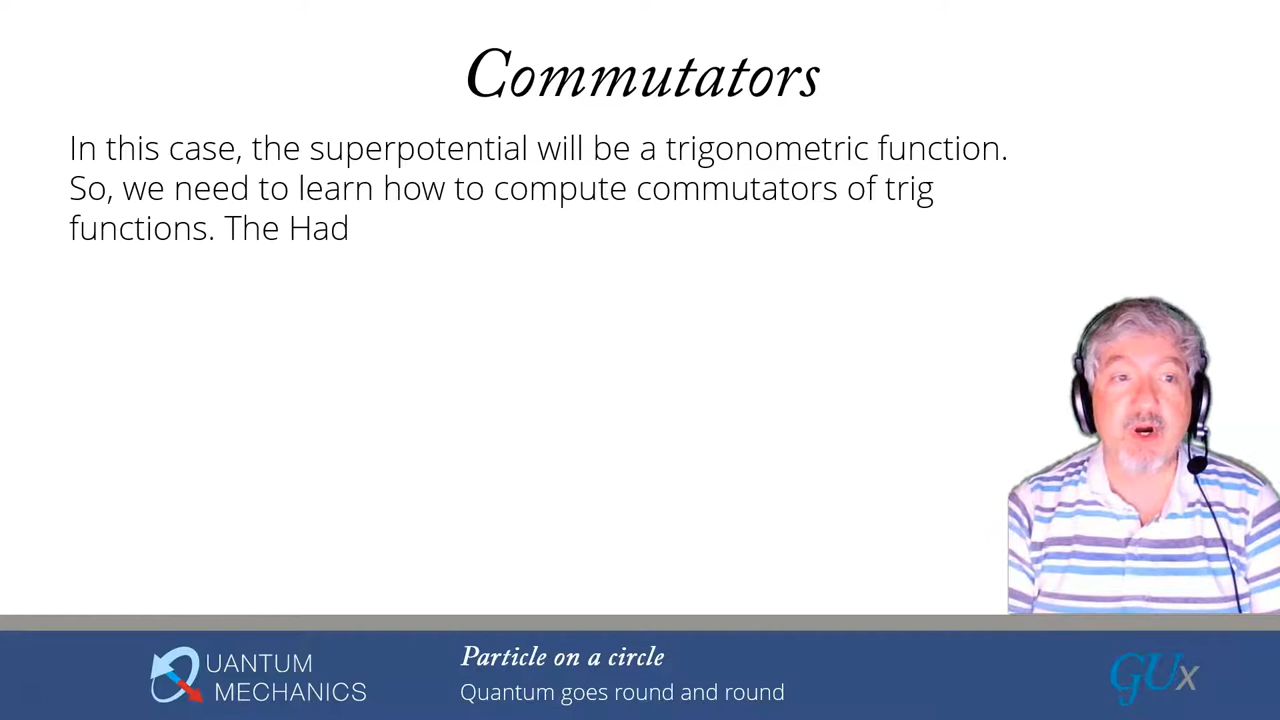 Commutators
In this case, the superpotential will be a trigonometric function.
So, we need to learn how to compute commutators of trig
functions. The Had
QUANTUM
MECHANICS
Particle on a circle
Quantum goes round and round
GUx